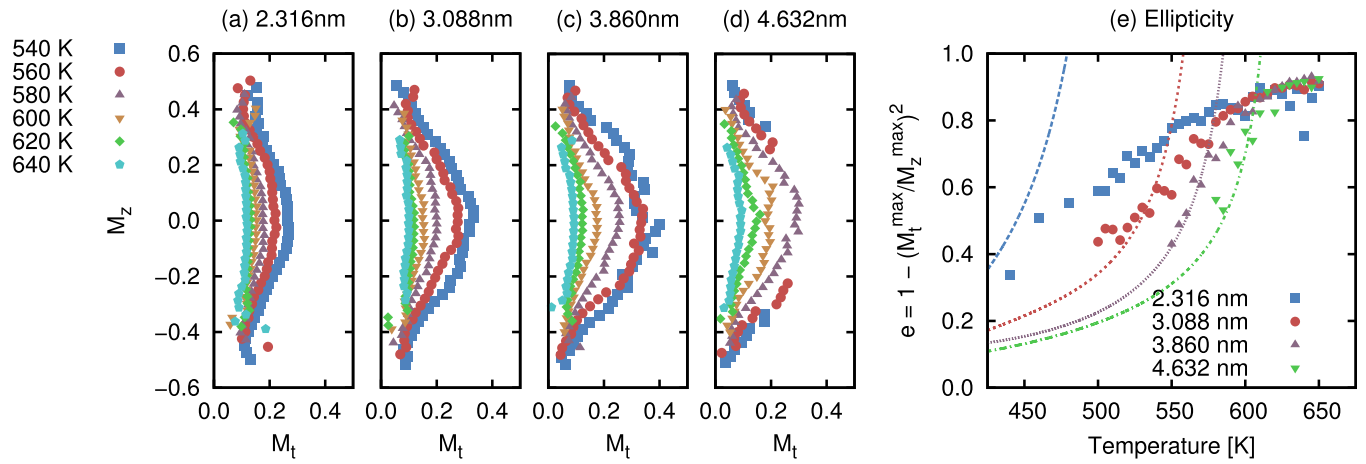 (a) 2.316nm
(b) 3.088nm
(c) 3.860nm
(d) 4.632nm
(e) Ellipticity
540 K
560 K
580 K
600 K
620 K
640 K
M_z
0.6
0.4
0.2
0.0
−0.2
−0.4
−0.6
0.0 0.2 0.4
0.0 0.2 0.4
0.0 0.2 0.4
0.0 0.2 0.4
M_t
M_t
M_t
M_t
e = 1 − (M_t^max/M_z^max)^2
1.0
0.8
0.6
0.4
0.2
0.0
2.316 nm
3.088 nm
3.860 nm
4.632 nm
450 500 550 600 650
Temperature [K]